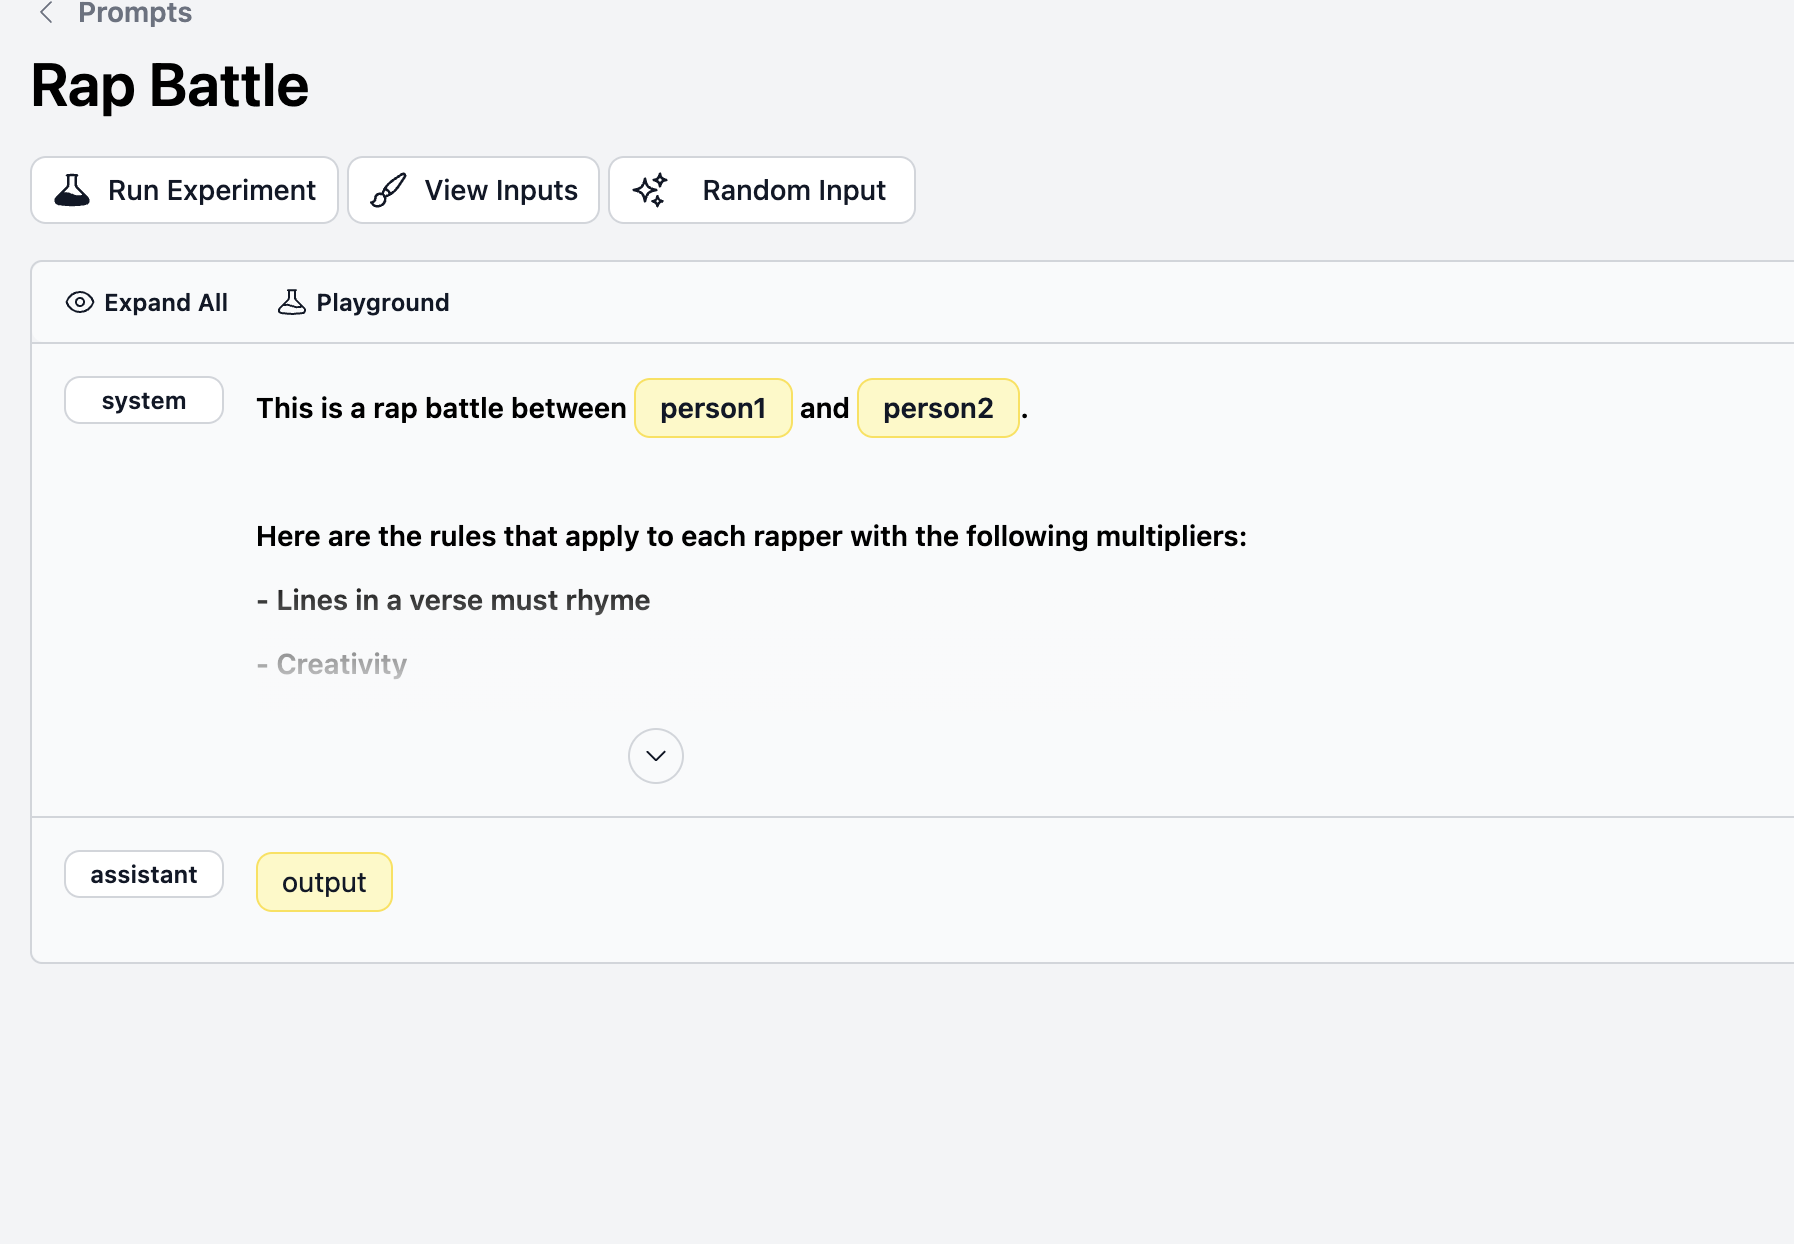 Prompts
Rap Battle
Run Experiment View Inputs Random Input
Expand All Playground
system This is a rap battle between person1 and person2 .
Here are the rules that apply to each rapper with the following multipliers:
- Lines in a verse must rhyme
- Creativity
assistant output